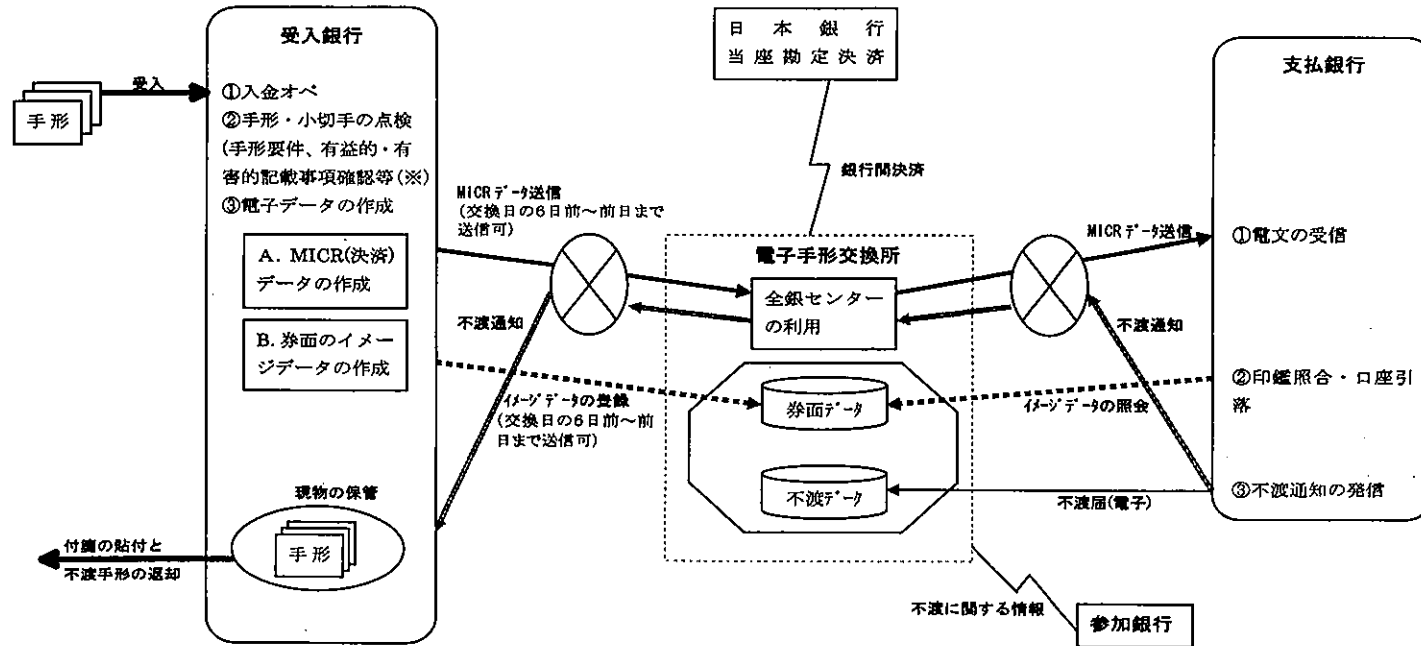 受入銀行
受入
手形
①入金オペ
②手形・小切手の点検
(手形要件、有益的・有
害的記載事項確認等(※)
③電子データの作成
A. MICR(決済)
データの作成
B. 券面のイメー
ジデータの作成
現物の保管
手形
付箋の貼付と
不渡手形の返却
MICRデータ送信
(交換日の6日前～前日まで
送信可)
不渡通知
イメージデータの登録
(交換日の6日前～前
日まで送信可)
日本銀行
当座勘定決済
銀行間決済
電子手形交換所
全銀センター
の利用
券面データ
不渡データ
MICRデータ送信
不渡通知
イメージデータの照会
不渡届(電子)
不渡に関する情報
参加銀行
支払銀行
①電文の受信
②印鑑照合・口座引
落
③不渡通知の発信